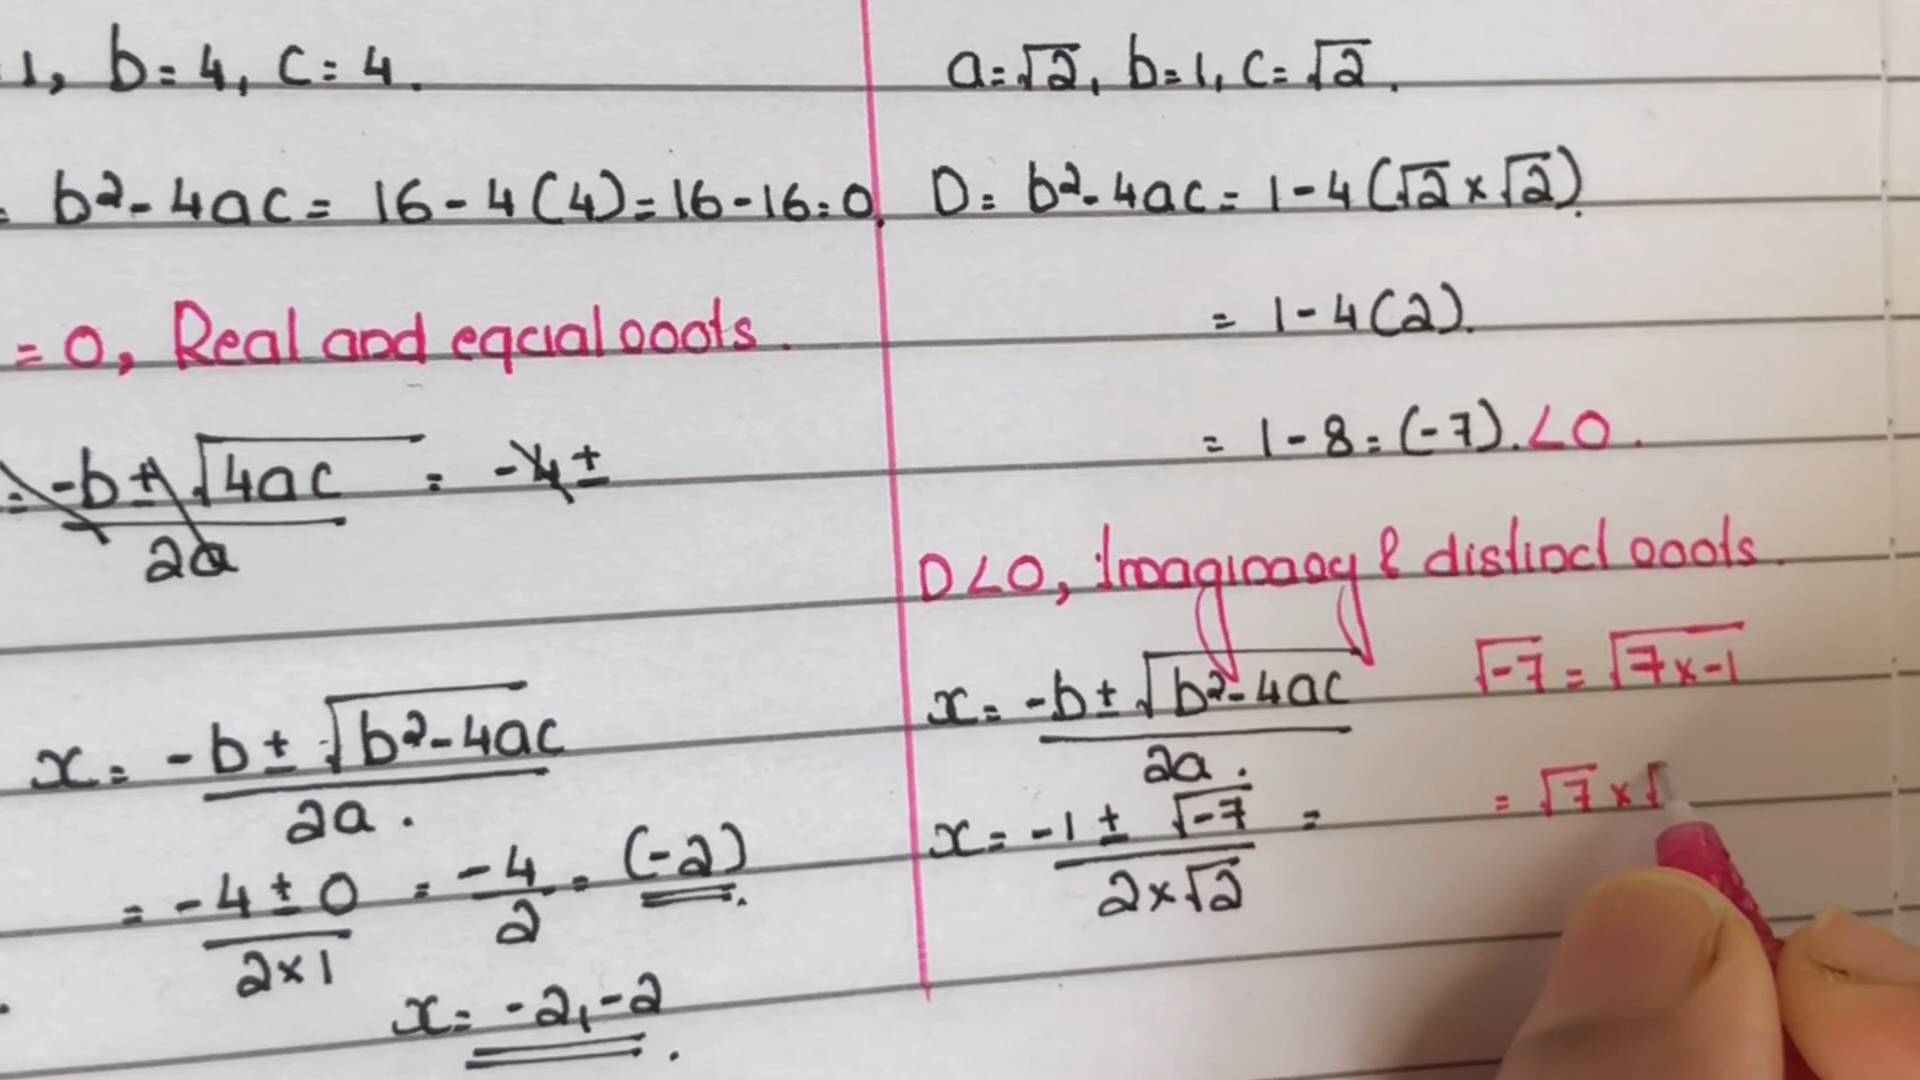 1, b=4, c=4.
= b²-4ac = 16-4(4)=16-16=0.
=0, Real and equal roots.
= -b±√4ac / 2a = -4±
x = -b±√b²-4ac / 2a.
= -4±0 / 2×1 = -4/2 = (-2).
x = -2,-2.
a=√2, b=1, c=√2.
D = b²-4ac = 1-4(√2×√2).
= 1-4(2).
= 1-8=(-7).<0.
D<0, Imaginary & distinct roots.
x = -b±√b²-4ac / 2a.
√-7 = √7×-1
x = -1±√-7 / 2×√2 =
= √7×√